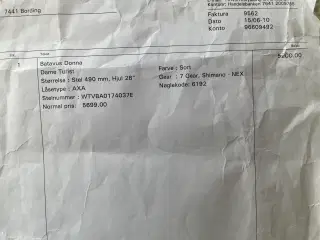 7441 Bording
Faktura 9562
Dato 15/06-10
Konto 96809492
1 Batavus Donna 5200.00
Dame Turist Farve : Sort
Størrelse : Stel 490 mm, Hjul 28" Gear : 7 Gear, Shimano - NEX
Låsetype : AXA Nøglekode: 6192
Stelnummer : WTVBA0174037E
Normal pris: 5699.00